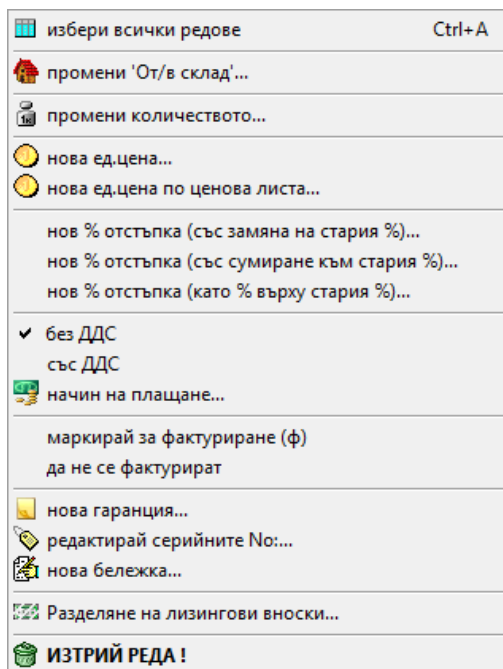 избери всички редове Ctrl+A
промени 'От/в склад'...
промени количеството...
нова ед.цена...
нова ед.цена по ценова листа...
нов % отстъпка (със замяна на стария %)...
нов % отстъпка (със сумиране към стария %)...
нов % отстъпка (като % върху стария %)...
без ДДС
със ДДС
начин на плащане...
маркирай за фактуриране (ф)
да не се фактурират
нова гаранция...
редактирай серийните No:...
нова бележка...
Разделяне на лизингови вноски...
ИЗТРИЙ РЕДА !